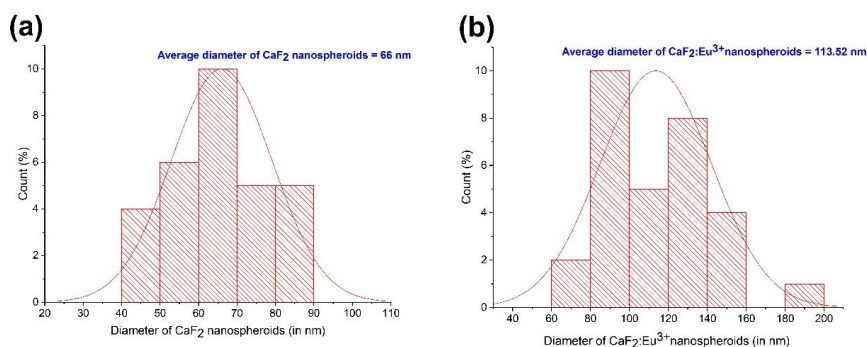 (a)
Average diameter of CaF₂ nanospheroids = 66 nm
10
8
6
4
2
0
Count (%)
20 30 40 50 60 70 80 90 100 110
Diameter of CaF₂ nanospheroids (in nm)
(b)
Average diameter of CaF₂:Eu³⁺nanospheroids = 113.52 nm
10
8
6
4
2
0
Count (%)
40 60 80 100 120 140 160 180 200
Diameter of CaF₂:Eu³⁺nanospheroids (in nm)